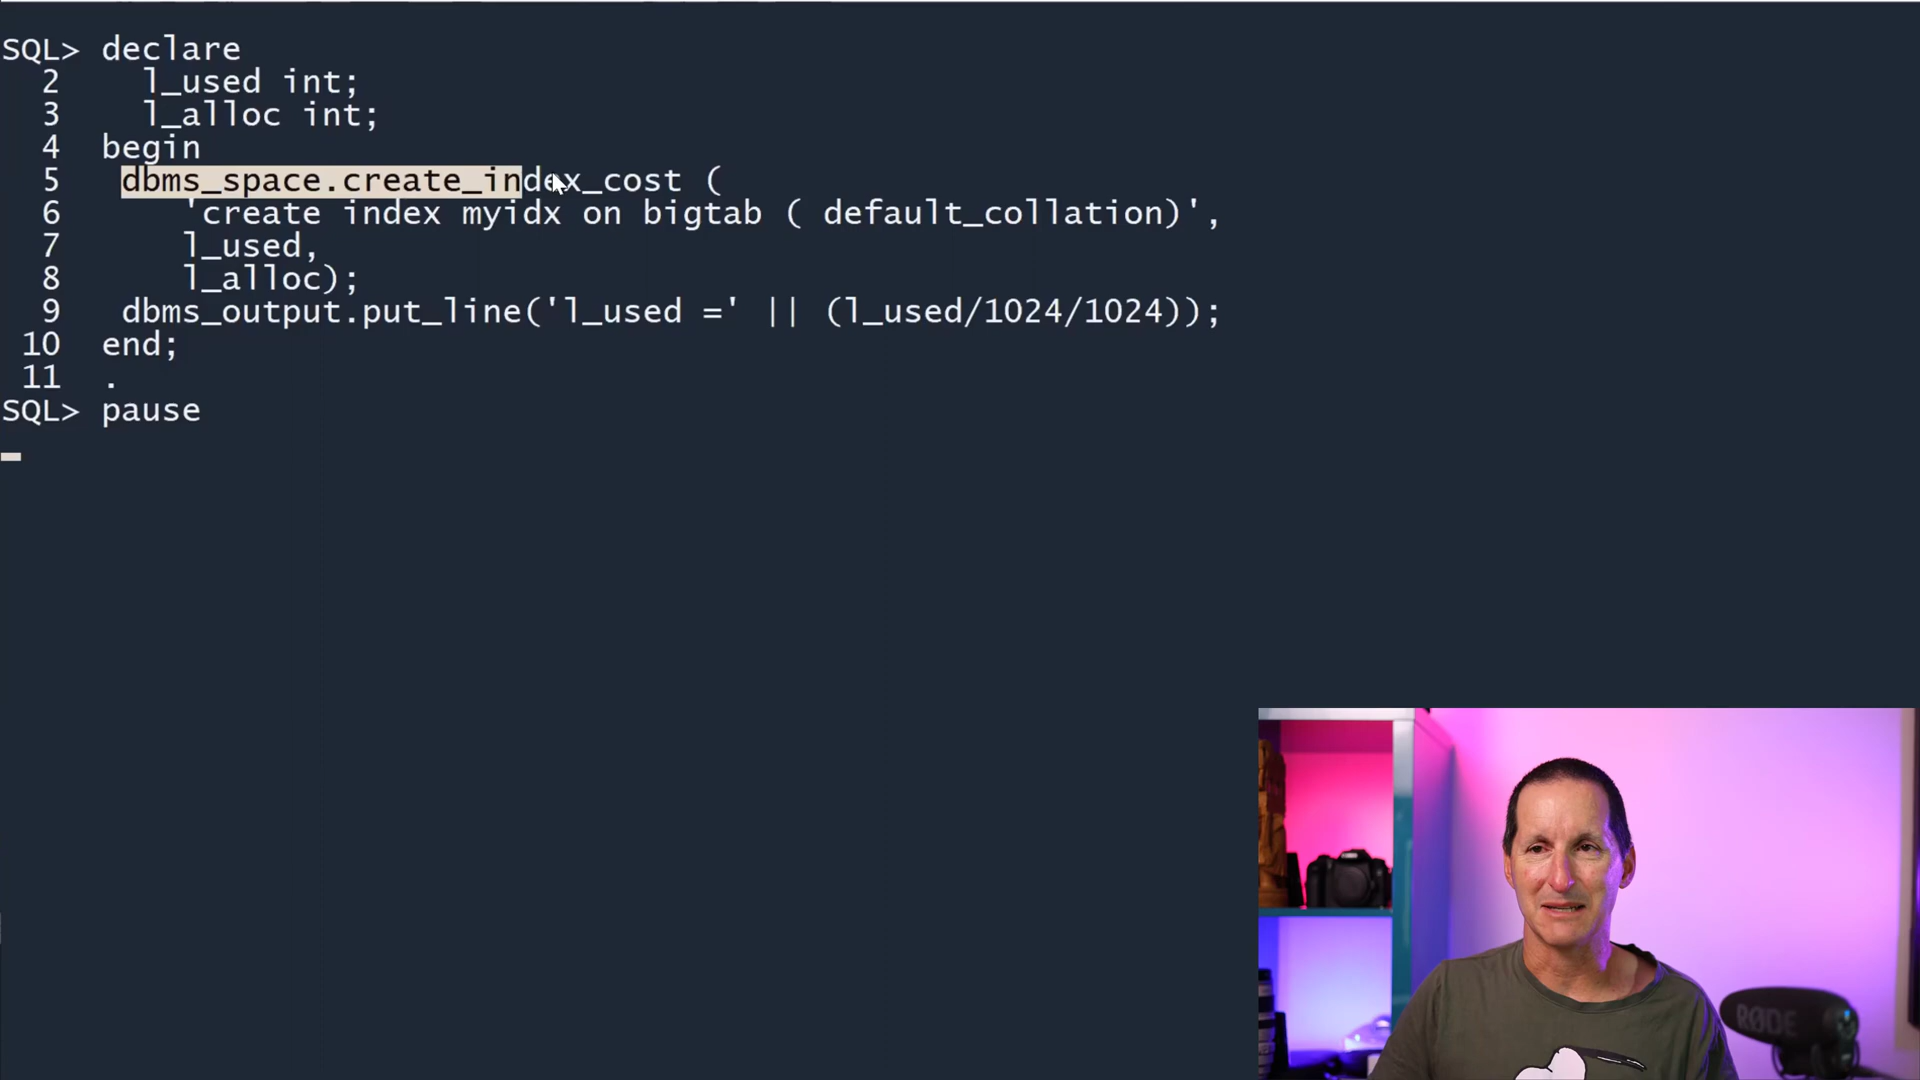 SQL> declare
2 l_used int;
3 l_alloc int;
4 begin
5 dbms_space.create_index_cost (
6 'create index myidx on bigtab ( default_collation)',
7 l_used,
8 l_alloc);
9 dbms_output.put_line('l_used =' || (l_used/1024/1024));
10 end;
11 .
SQL> pause
RØDE